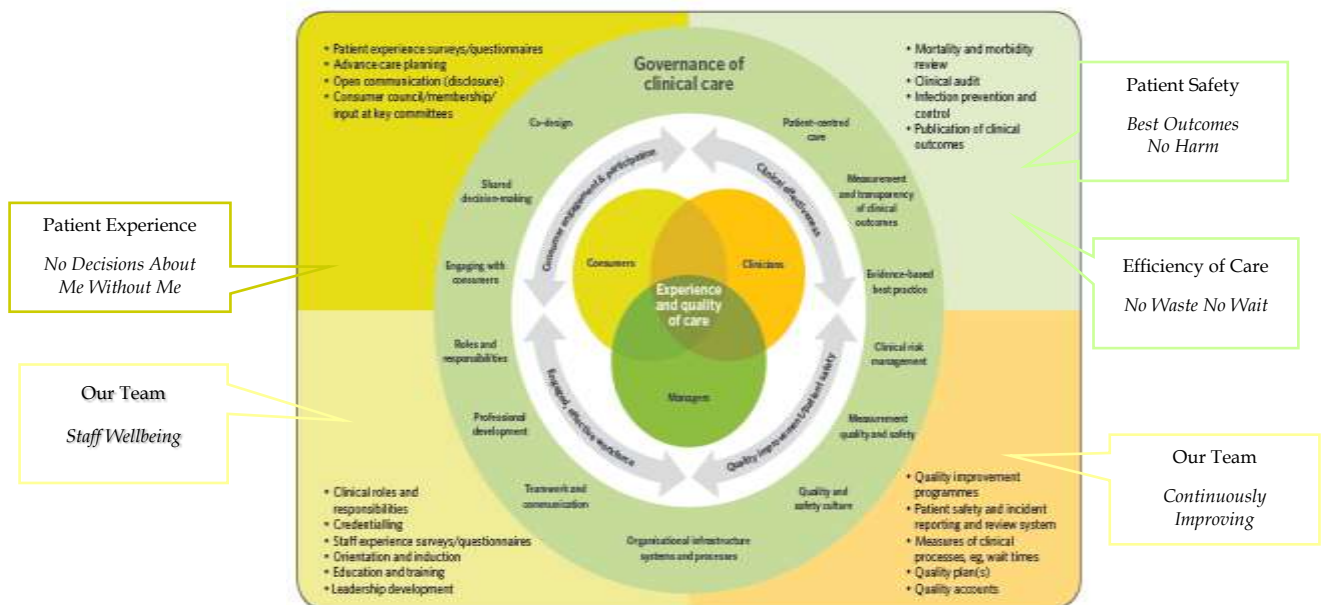 • Patient experience surveys/questionnaires
• Advance care planning
• Open communication (disclosure)
• Consumer council/membership/
input at key committees
Governance of
clinical care
• Mortality and morbidity
review
• Clinical audit
• Infection prevention and
control
• Publication of clinical
outcomes
Patient Safety
Best Outcomes
No Harm
Co-design
Patient-centred
care
Shared
decision-making
Measurement
and transparency
of clinical
outcomes
Consumer engagement & participation
Clinical effectiveness
Patient Experience
No Decisions About
Me Without Me
Engaging with
consumers
Consumers
Clinicians
Evidence-based
best practice
Efficiency of Care
No Waste No Wait
Experience
and quality
of care
Roles and
responsibilities
Clinical risk
management
Our Team
Staff Wellbeing
Managers
Engaged, effective workforce
Quality improvement/patient safety
Professional
development
Measurement
quality and safety
Teamwork and
communication
Quality and
safety culture
Organisational infrastructure
systems and processes
• Clinical roles and
responsibilities
• Credentialling
• Staff experience surveys/questionnaires
• Orientation and induction
• Education and training
• Leadership development
• Quality improvement
programmes
• Patient safety and incident
reporting and review system
• Measures of clinical
processes, eg, wait times
• Quality plan(s)
• Quality accounts
Our Team
Continuously
Improving